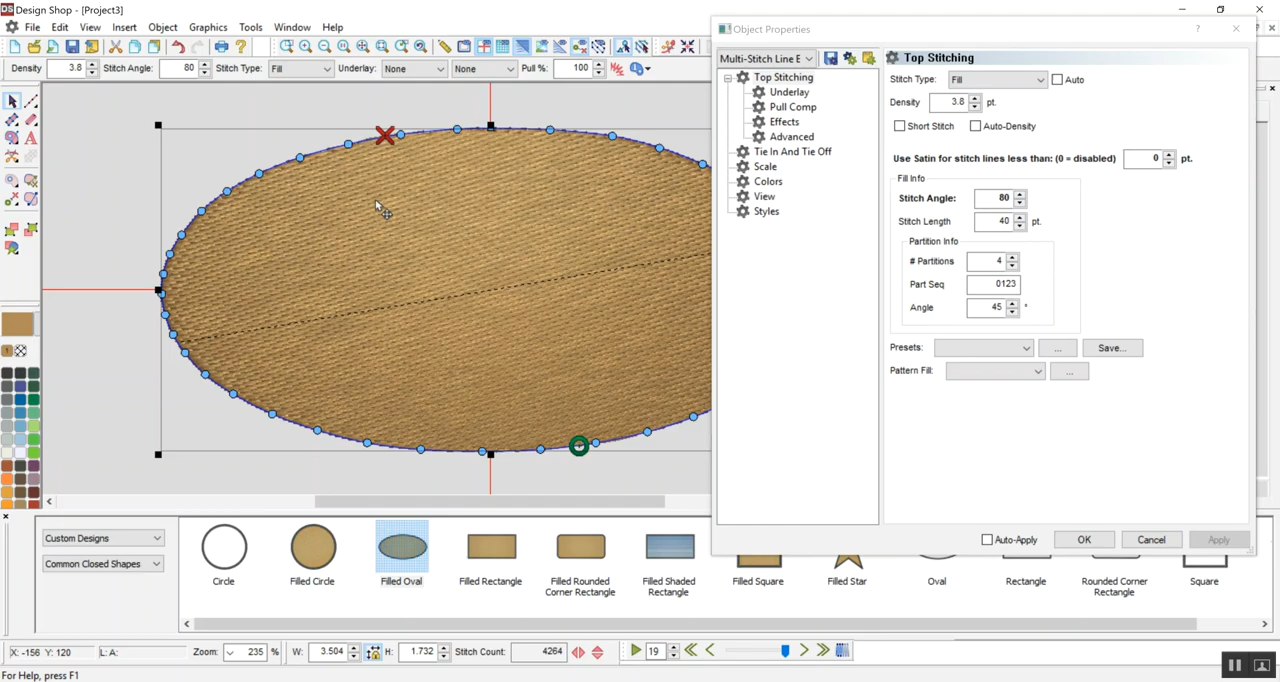 DS Design Shop - [Project3]
File Edit View Insert Object Graphics Tools Window Help
Density 3.8 Stitch Angle: 80 Stitch Type: Fill Underlay: None None Pull %: 100
Object Properties
Multi-Stitch Line E
Top Stitching
Underlay
Pull Comp
Effects
Advanced
Tie In And Tie Off
Scale
Colors
View
Styles
Top Stitching
Stitch Type: Fill Auto
Density 3.8 pt.
Short Stitch Auto-Density
Use Satin for stitch lines less than: (0 = disabled) 0 pt.
Fill Info
Stitch Angle: 80
Stitch Length 40 pt.
Partition Info
# Partitions 4
Part Seq 0123
Angle 45 °
Presets: ... Save...
Pattern Fill: ...
Auto-Apply OK Cancel Apply
Custom Designs
Common Closed Shapes
Circle
Filled Circle
Filled Oval
Filled Rectangle
Filled Rounded
Corner Rectangle
Filled Shaded
Rectangle
Filled Square
Filled Star
Oval
Rectangle
Rounded Corner
Rectangle
Square
X: -156 Y: 120 L: A: Zoom: 235 % W: 3.504 H: 1.732 Stitch Count: 4264 19
For Help, press F1